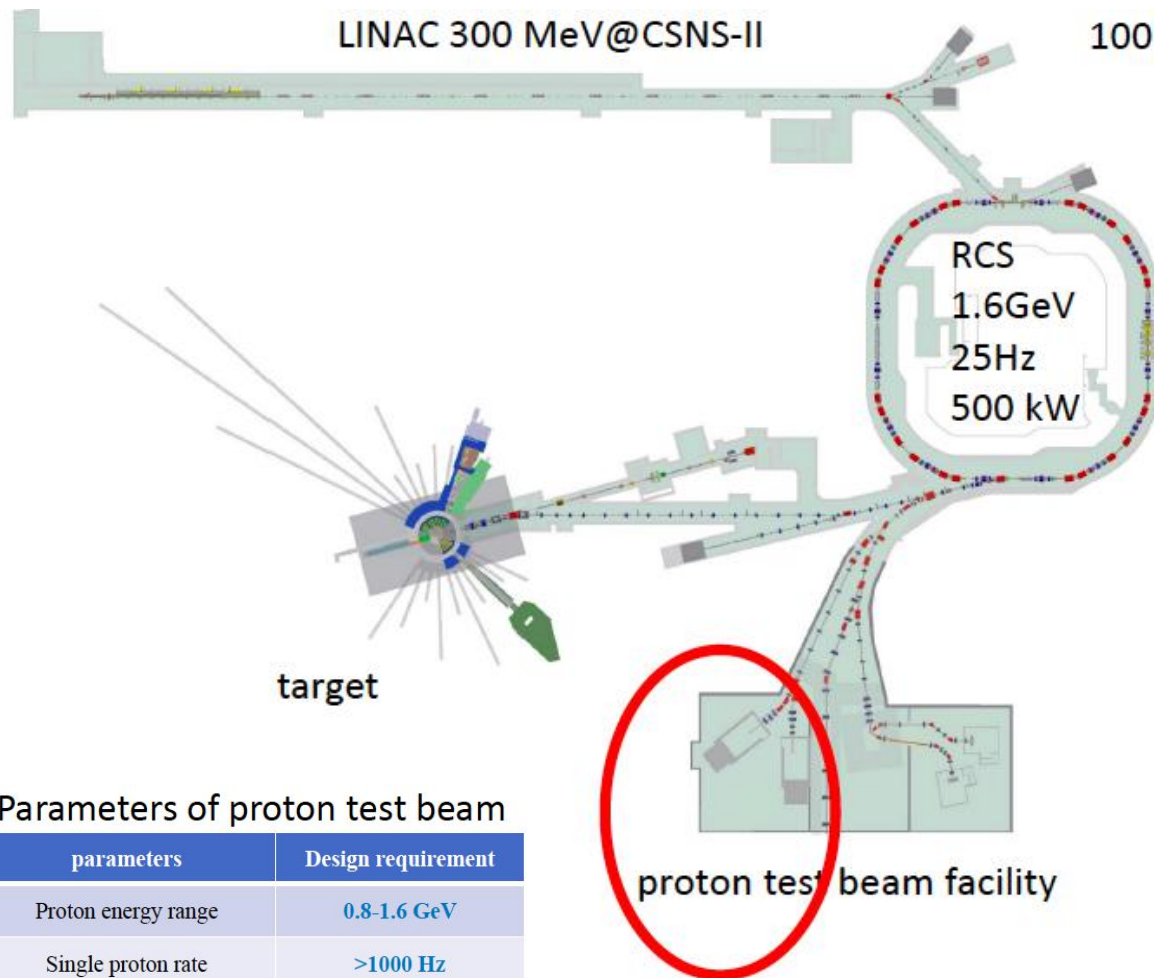 LINAC 300 MeV@CSNS-II
100
RCS
1.6GeV
25Hz
500 kW
target
proton test beam facility
Parameters of proton test beam
parameters Design requirement
Proton energy range 0.8-1.6 GeV
Single proton rate >1000 Hz